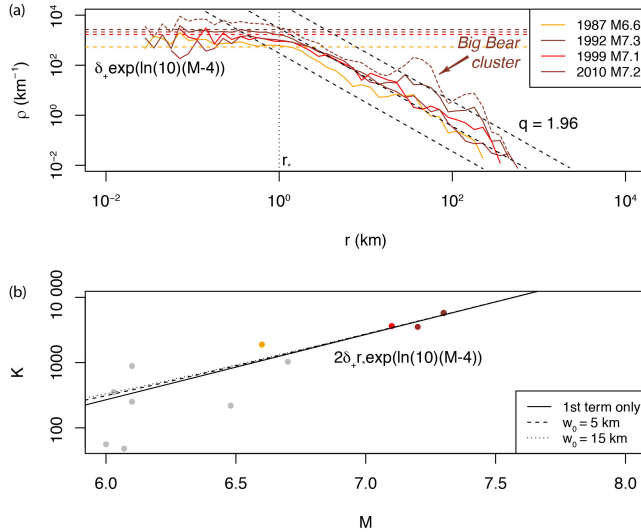 (a)
10⁴
10²
10⁰
10⁻²
ρ (km⁻¹)
δ₊exp(ln(10)(M-4))
Big Bear
cluster
q = 1.96
r*
1987 M6.6
1992 M7.3
1999 M7.1
2010 M7.2
10⁻²
10⁰
10²
10⁴
r (km)
(b)
10 000
1000
100
K
2δ₊r*exp(ln(10)(M-4))
1st term only
w₀ = 5 km
w₀ = 15 km
6.0
6.5
7.0
7.5
8.0
M